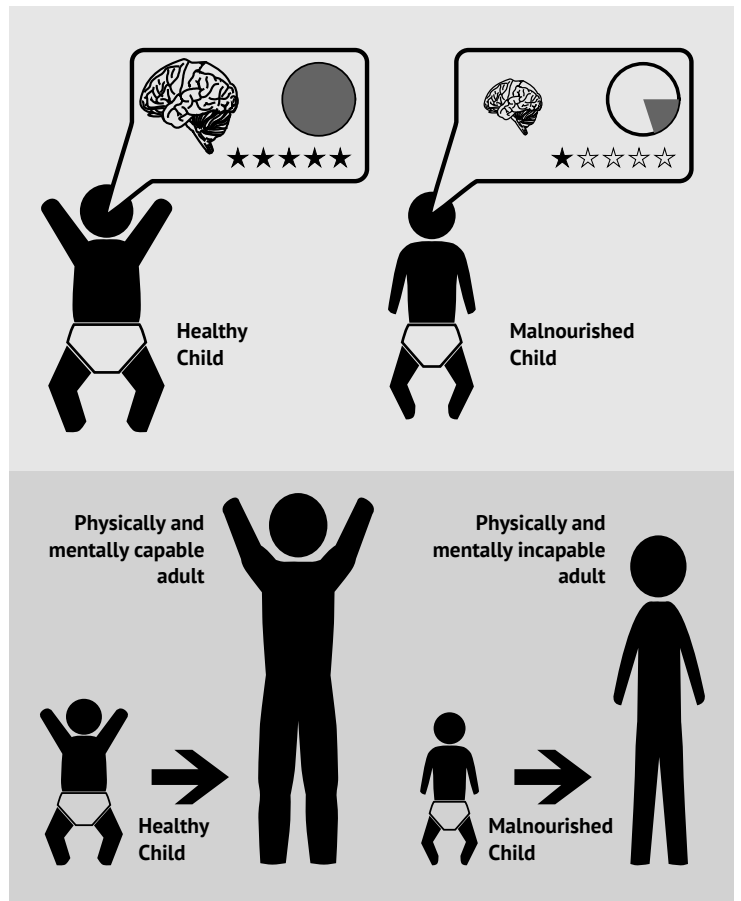 Healthy
Child
Malnourished
Child
Physically and
mentally capable
adult
Physically and
mentally incapable
adult
Healthy
Child
Malnourished
Child